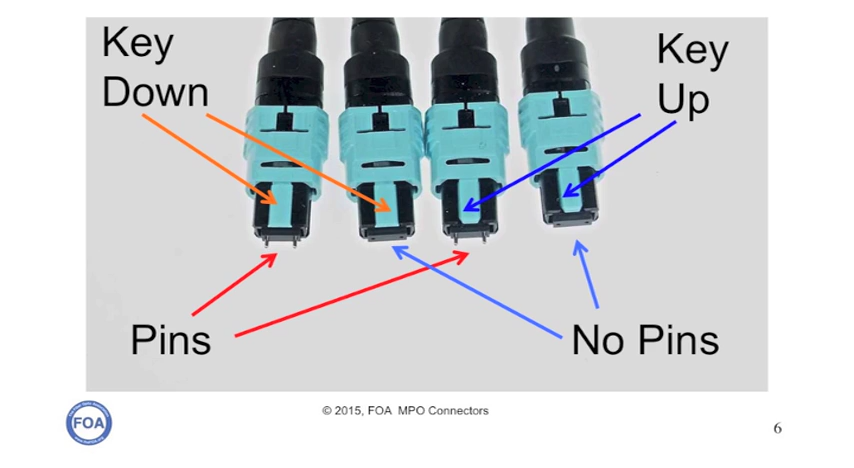 Key
Down
Key
Up
Pins
No Pins
FOA
© 2015, FOA MPO Connectors
6